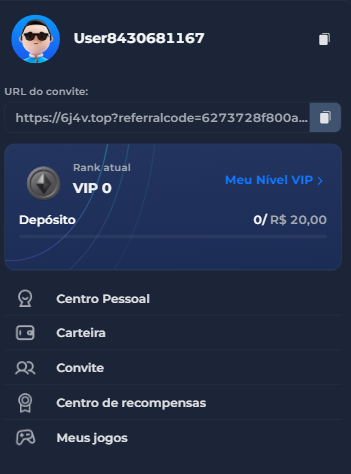 User8430681167
URL do convite:
https://6j4v.top?referralcode=6273728f800a...
Rank atual
VIP 0
Meu Nível VIP
Depósito
0/ R$ 20,00
Centro Pessoal
Carteira
Convite
Centro de recompensas
Meus jogos